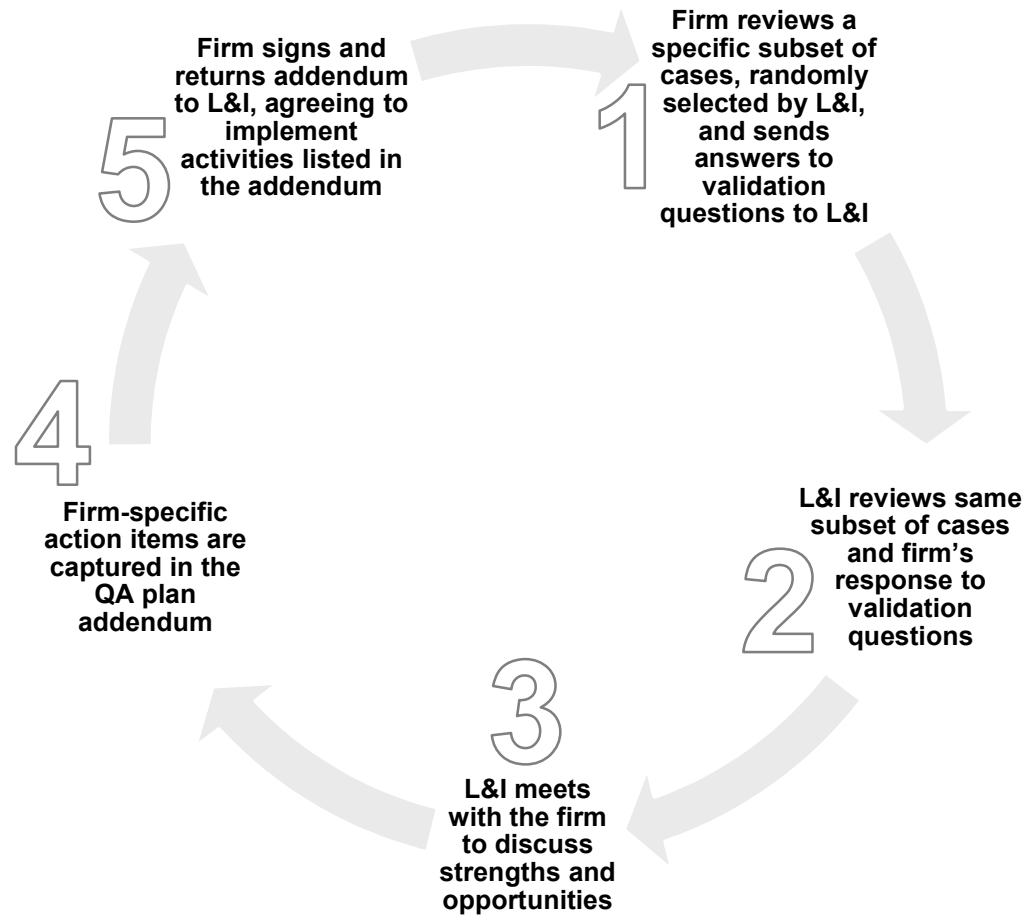 1
Firm reviews a
specific subset of
cases, randomly
selected by L&I,
and sends
answers to
validation
questions to L&I
2
L&I reviews same
subset of cases
and firm's
response to
validation
questions
3
L&I meets
with the firm
to discuss
strengths and
opportunities
4
Firm-specific
action items are
captured in the
QA plan
addendum
5
Firm signs and
returns addendum
to L&I, agreeing to
implement
activities listed in
the addendum